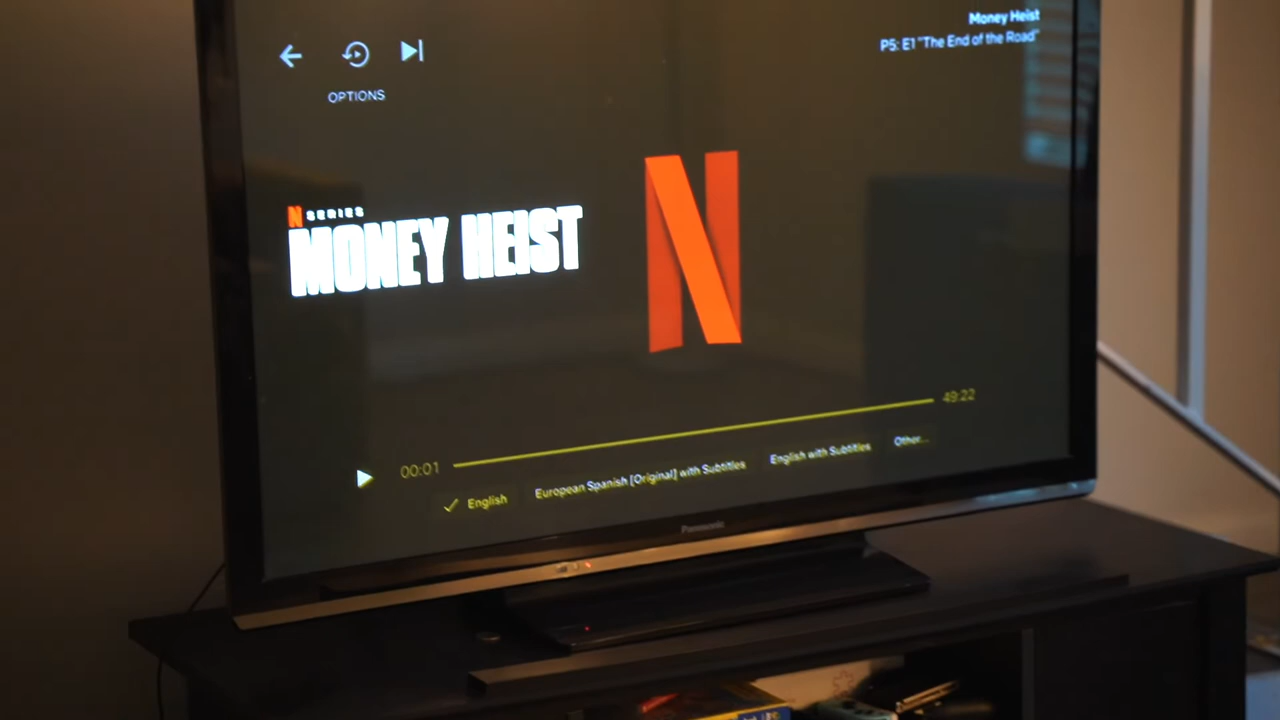 Money Heist
P5: E1 "The End of the Road"
OPTIONS
N SERIES
MONEY HEIST
00:01
49:22
English
European Spanish [Original] with Subtitles
English with Subtitles
Other...
Panasonic